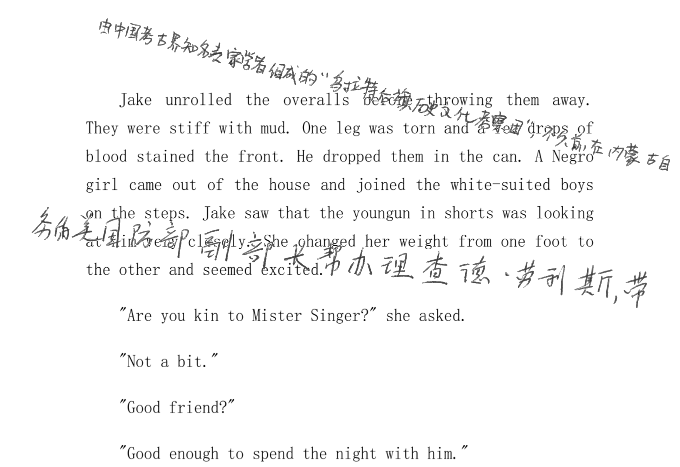 由中国考古界知名专家学者组成的“乌拉特后旗历史文化考察团”,不久前,在内蒙古自
Jake unrolled the overalls before throwing them away.
They were stiff with mud. One leg was torn and a few drops of
blood stained the front. He dropped them in the can. A Negro
girl came out of the house and joined the white-suited boys
on the steps. Jake saw that the youngun in shorts was looking
at him very closely. She changed her weight from one foot to
the other and seemed excited.
务的美国防部副部长帮办理查德·劳利斯,带
"Are you kin to Mister Singer?" she asked.
"Not a bit."
"Good friend?"
"Good enough to spend the night with him."